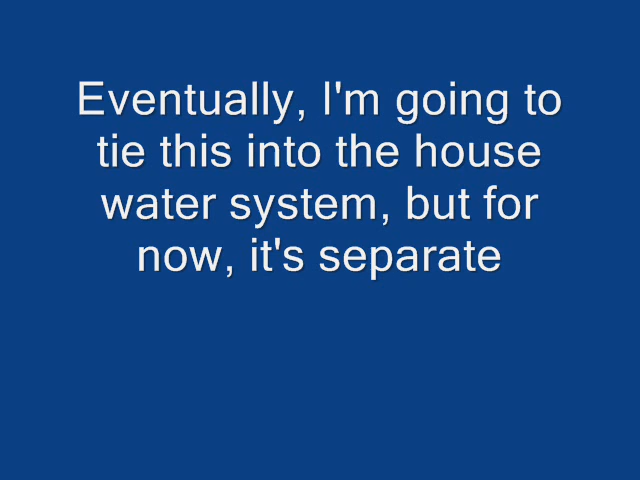 Eventually, I'm going to
tie this into the house
water system, but for
now, it's separate